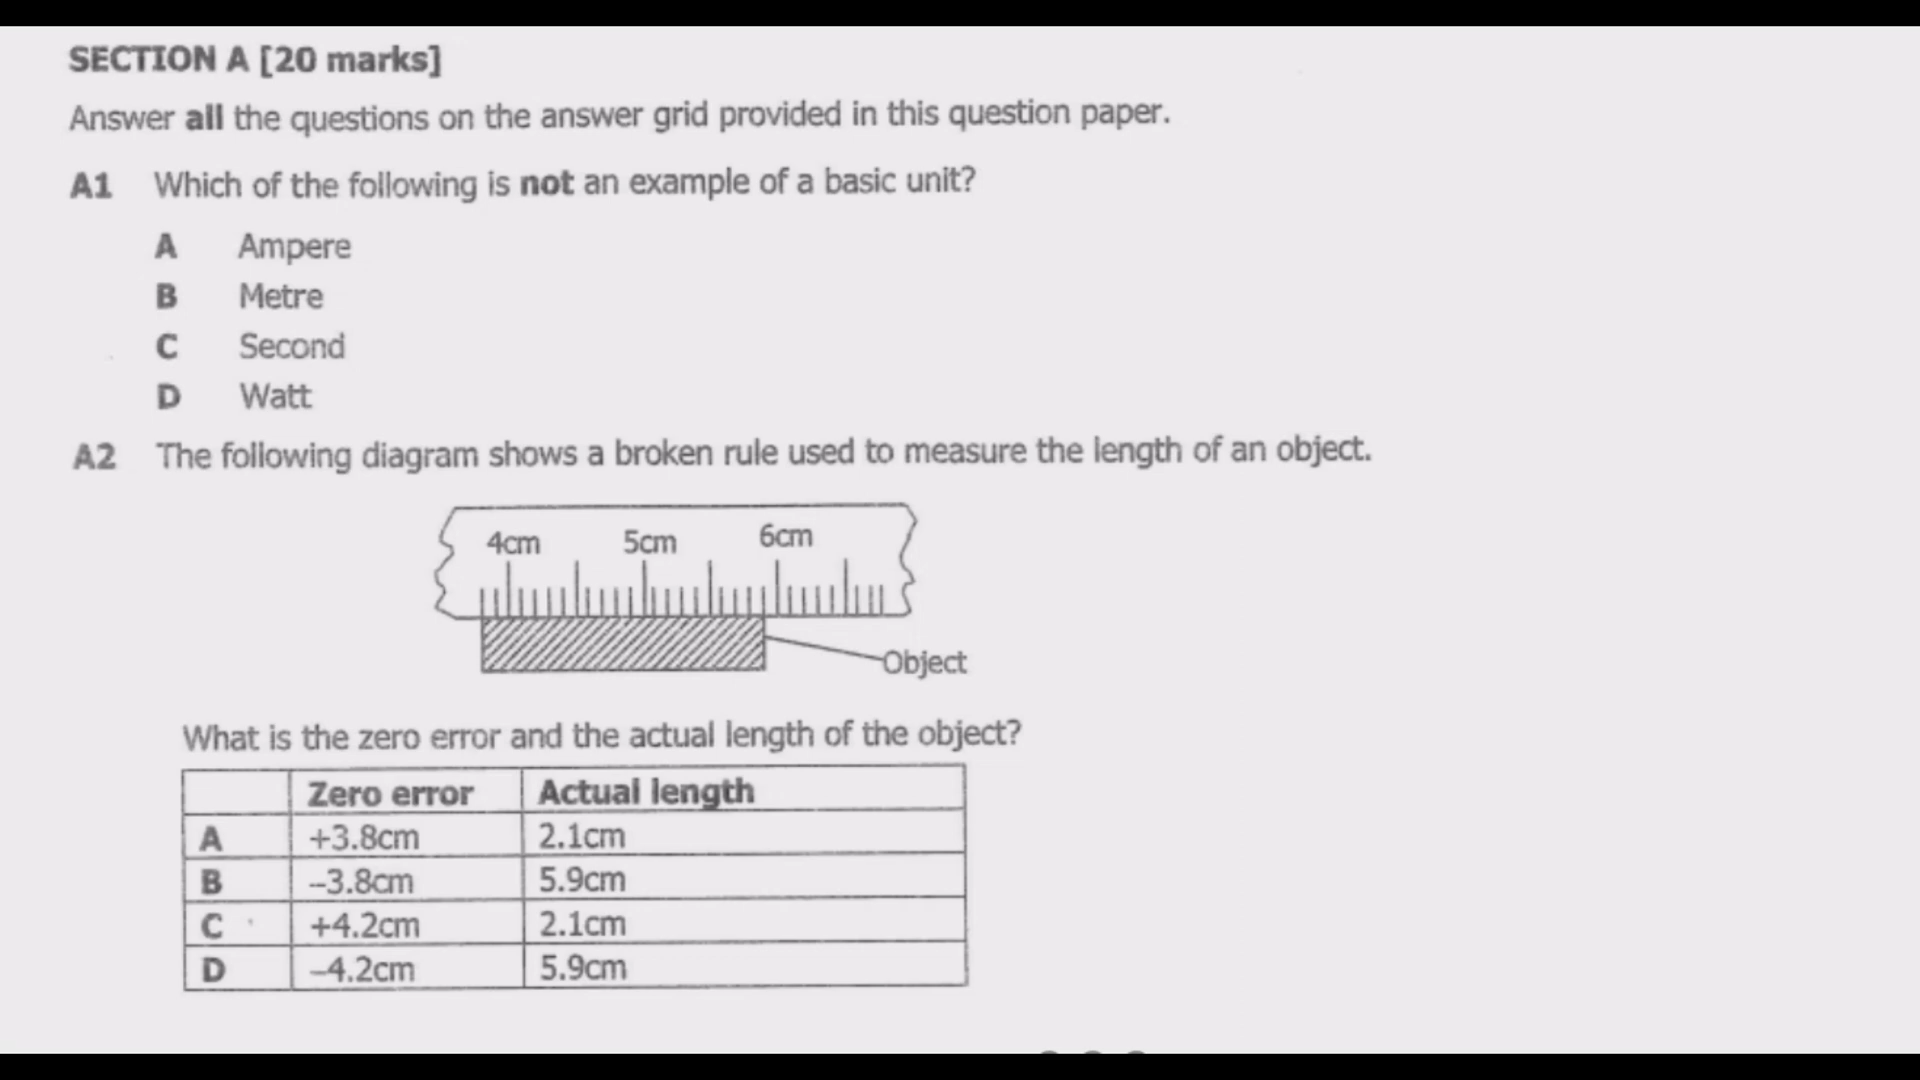 SECTION A [20 marks]
Answer all the questions on the answer grid provided in this question paper.
A1 Which of the following is not an example of a basic unit?
A Ampere
B Metre
C Second
D Watt
A2 The following diagram shows a broken rule used to measure the length of an object.
4cm 5cm 6cm
Object
What is the zero error and the actual length of the object?
Zero error Actual length
A +3.8cm 2.1cm
B –3.8cm 5.9cm
C +4.2cm 2.1cm
D –4.2cm 5.9cm